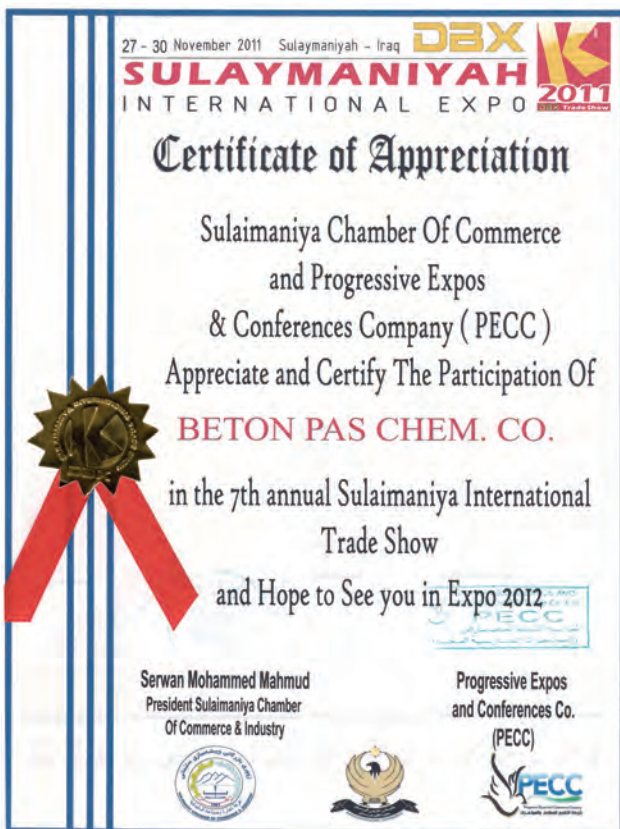 27 - 30 November 2011 Sulaymaniyah - Iraq DBX
SULAYMANIYAH
INTERNATIONAL EXPO
2011
DBX Trade Show
Certificate of Appreciation
Sulaimaniya Chamber Of Commerce
and Progressive Expos
& Conferences Company ( PECC )
Appreciate and Certify The Participation Of
BETON PAS CHEM. CO.
in the 7th annual Sulaimaniya International
Trade Show
and Hope to See you in Expo 2012
PECC
Serwan Mohammed Mahmud
President Sulaimaniya Chamber
Of Commerce & Industry
Progressive Expos
and Conferences Co.
(PECC)
PECC